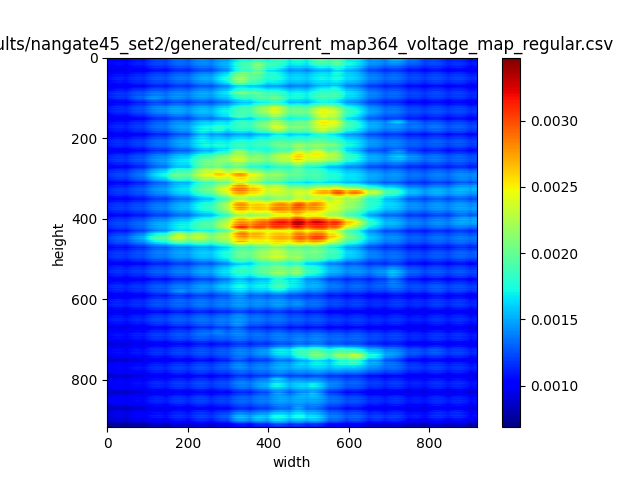 ults/nangate45_set2/generated/current_map364_voltage_map_regular.csv
0
200
400
600
800
height
0 200 400 600 800
width
0.0030
0.0025
0.0020
0.0015
0.0010